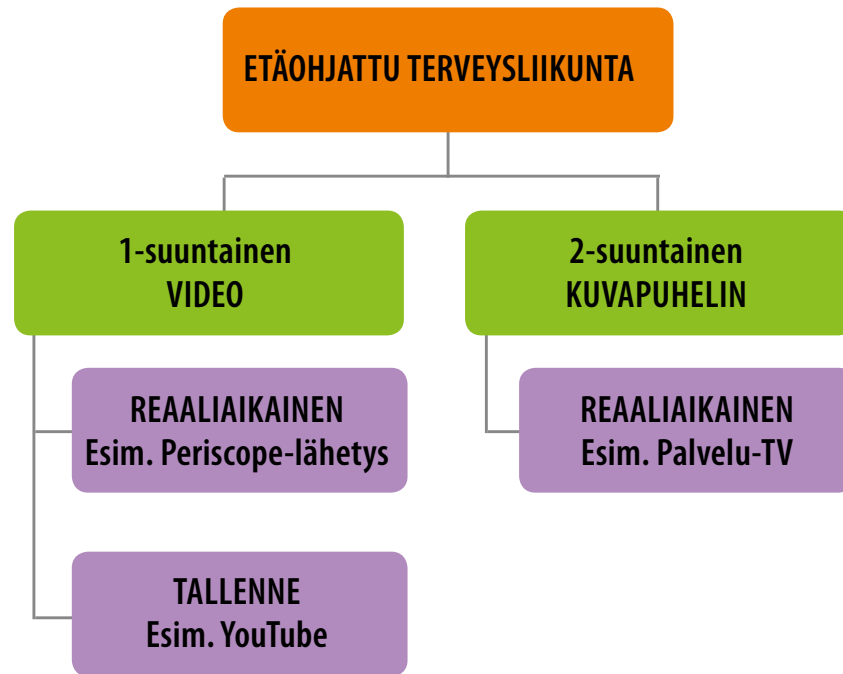 ETÄOHJATTU TERVEYSLIIKUNTA
1-suuntainen
VIDEO
REAALIAIKAINEN
Esim. Periscope-lähetys
TALLENNE
Esim. YouTube
2-suuntainen
KUVAPUHELIN
REAALIAIKAINEN
Esim. Palvelu-TV